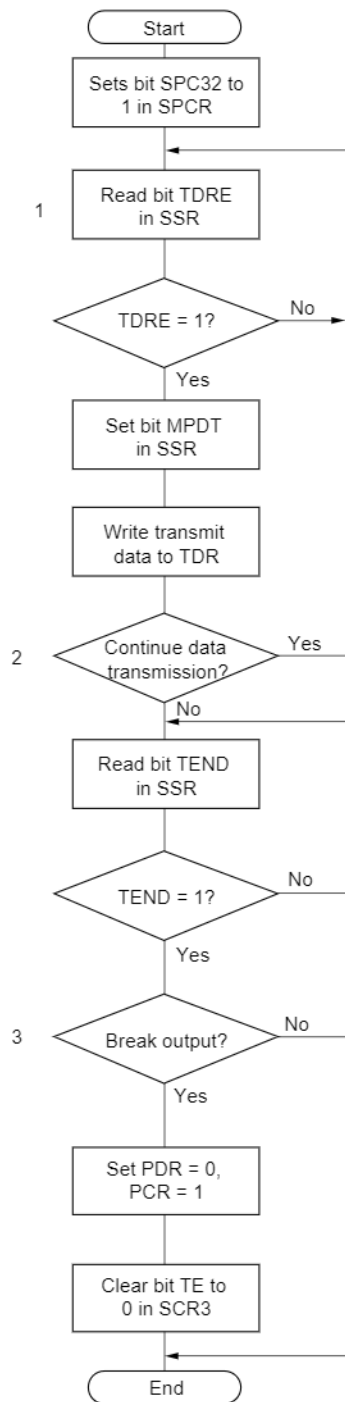 Start
Sets bit SPC32 to
1 in SPCR
1
Read bit TDRE
in SSR
TDRE = 1?
No
Yes
Set bit MPDT
in SSR
Write transmit
data to TDR
2
Continue data
transmission?
Yes
No
Read bit TEND
in SSR
TEND = 1?
No
Yes
3
Break output?
No
Yes
Set PDR = 0,
PCR = 1
Clear bit TE to
0 in SCR3
End